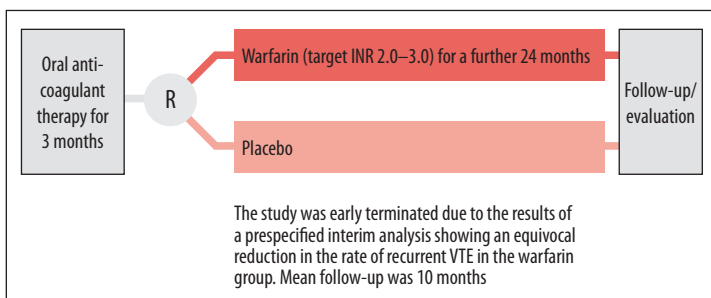 Oral anti-
coagulant
therapy for
3 months
R
Warfarin (target INR 2.0–3.0) for a further 24 months
Placebo
Follow-up/
evaluation
The study was early terminated due to the results of
a prespecified interim analysis showing an equivocal
reduction in the rate of recurrent VTE in the warfarin
group. Mean follow-up was 10 months